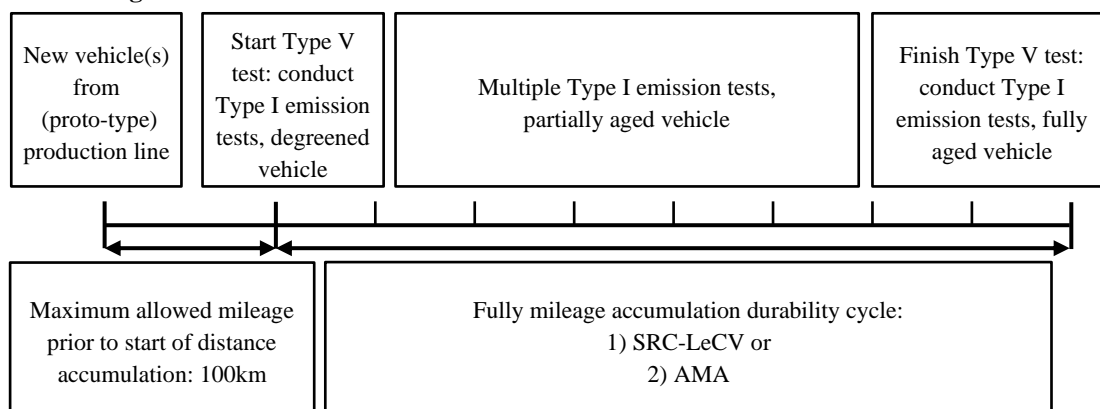 New vehicle(s)
from
(proto-type)
production line
Start Type V
test: conduct
Type I emission
tests, degreened
vehicle
Multiple Type I emission tests,
partially aged vehicle
Finish Type V test:
conduct Type I
emission tests, fully
aged vehicle
Maximum allowed mileage
prior to start of distance
accumulation: 100km
Fully mileage accumulation durability cycle:
1) SRC-LeCV or
2) AMA